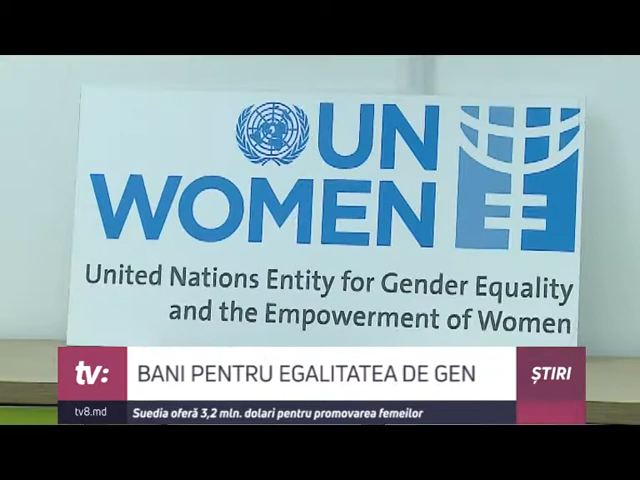 UN
WOMEN
United Nations Entity for Gender Equality
and the Empowerment of Women
tv: BANI PENTRU EGALITATEA DE GEN ȘTIRI
tv8.md Suedia oferă 3,2 mln. dolari pentru promovarea femeilor